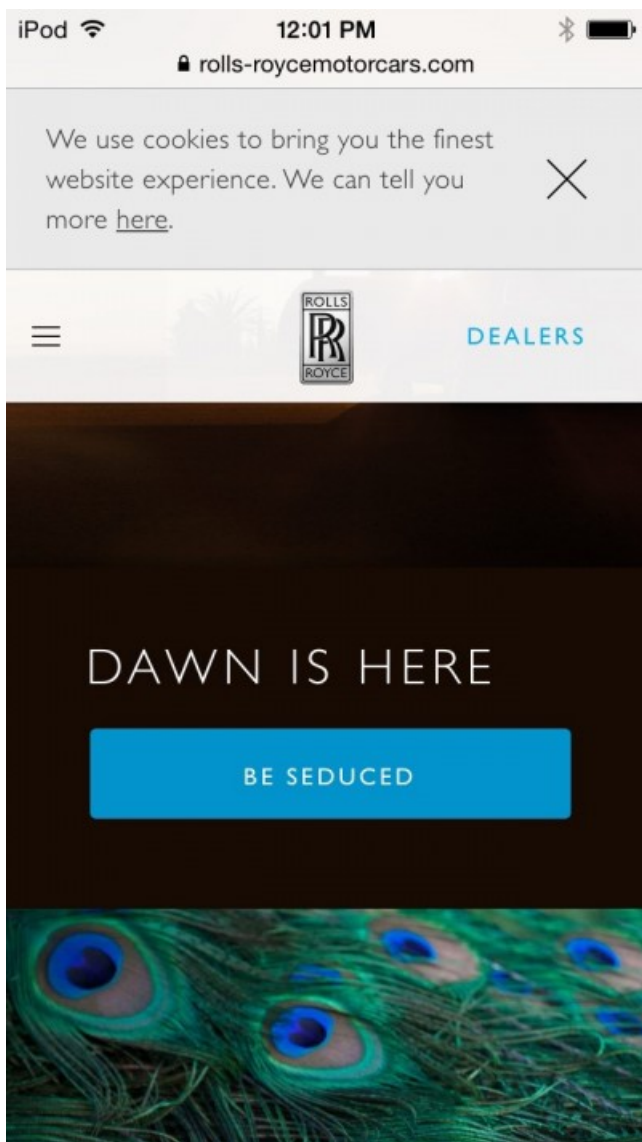 iPod 12:01 PM
rolls-roycemotorcars.com
We use cookies to bring you the finest
website experience. We can tell you
more here.
ROLLS
RR
ROYCE
DEALERS
DAWN IS HERE
BE SEDUCED